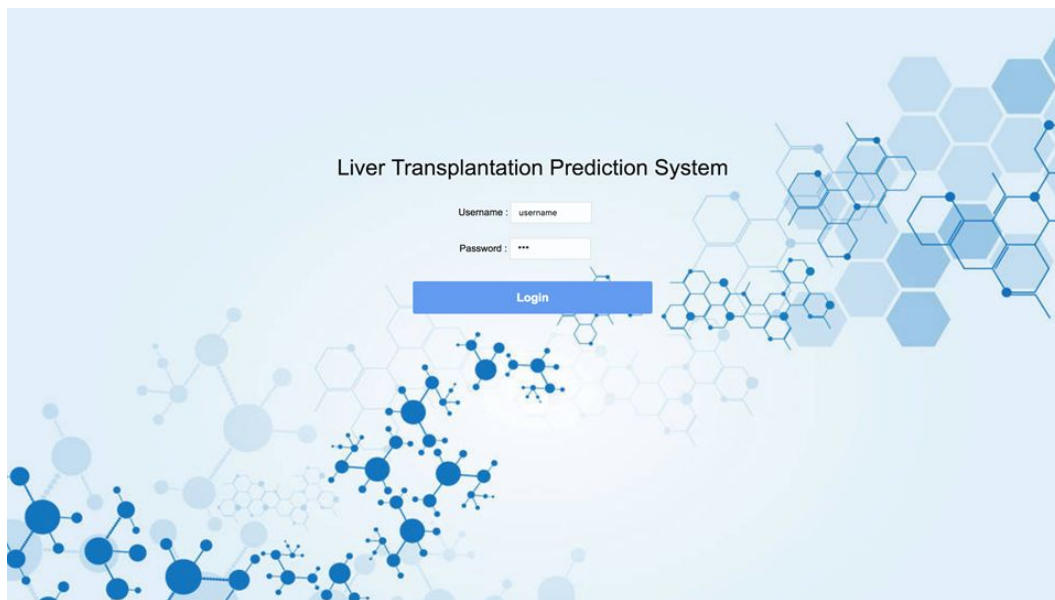 Liver Transplantation Prediction System
Username : username
Password : •••
Login